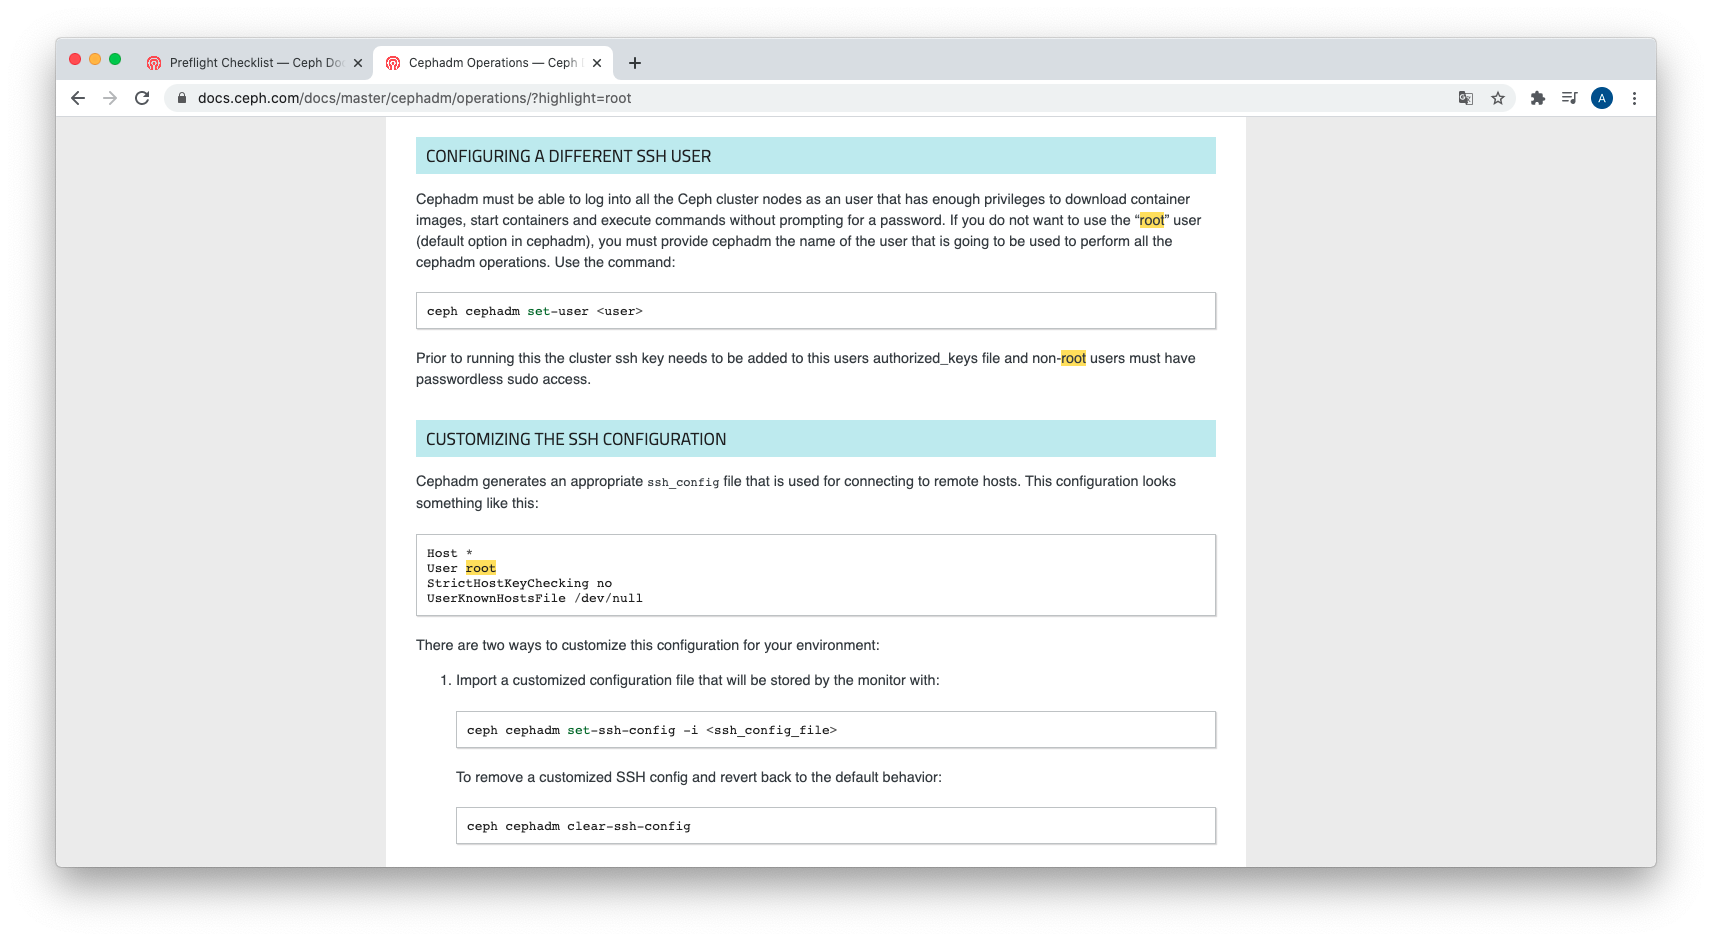 Preflight Checklist — Ceph Do
Cephadm Operations — Ceph
docs.ceph.com/docs/master/cephadm/operations/?highlight=root
A
CONFIGURING A DIFFERENT SSH USER
Cephadm must be able to log into all the Ceph cluster nodes as an user that has enough privileges to download container
images, start containers and execute commands without prompting for a password. If you do not want to use the “root” user
(default option in cephadm), you must provide cephadm the name of the user that is going to be used to perform all the
cephadm operations. Use the command:
ceph cephadm set-user <user>
Prior to running this the cluster ssh key needs to be added to this users authorized_keys file and non-root users must have
passwordless sudo access.
CUSTOMIZING THE SSH CONFIGURATION
Cephadm generates an appropriate ssh_config file that is used for connecting to remote hosts. This configuration looks
something like this:
Host *
User root
StrictHostKeyChecking no
UserKnownHostsFile /dev/null
There are two ways to customize this configuration for your environment:
1. Import a customized configuration file that will be stored by the monitor with:
ceph cephadm set-ssh-config -i <ssh_config_file>
To remove a customized SSH config and revert back to the default behavior:
ceph cephadm clear-ssh-config